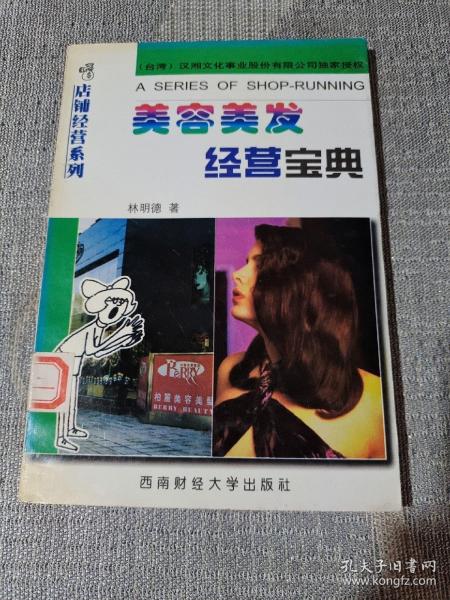 (台湾)汉湘文化事业股份有限公司独家授权
A SERIES OF SHOP-RUNNING
店铺经营系列
美容美发
经营宝典
林明德 著
BERRY
柏丽美容美髮
BERRY BEAUTY
西南财经大学出版社
孔夫子旧书网
www.kongfz.com